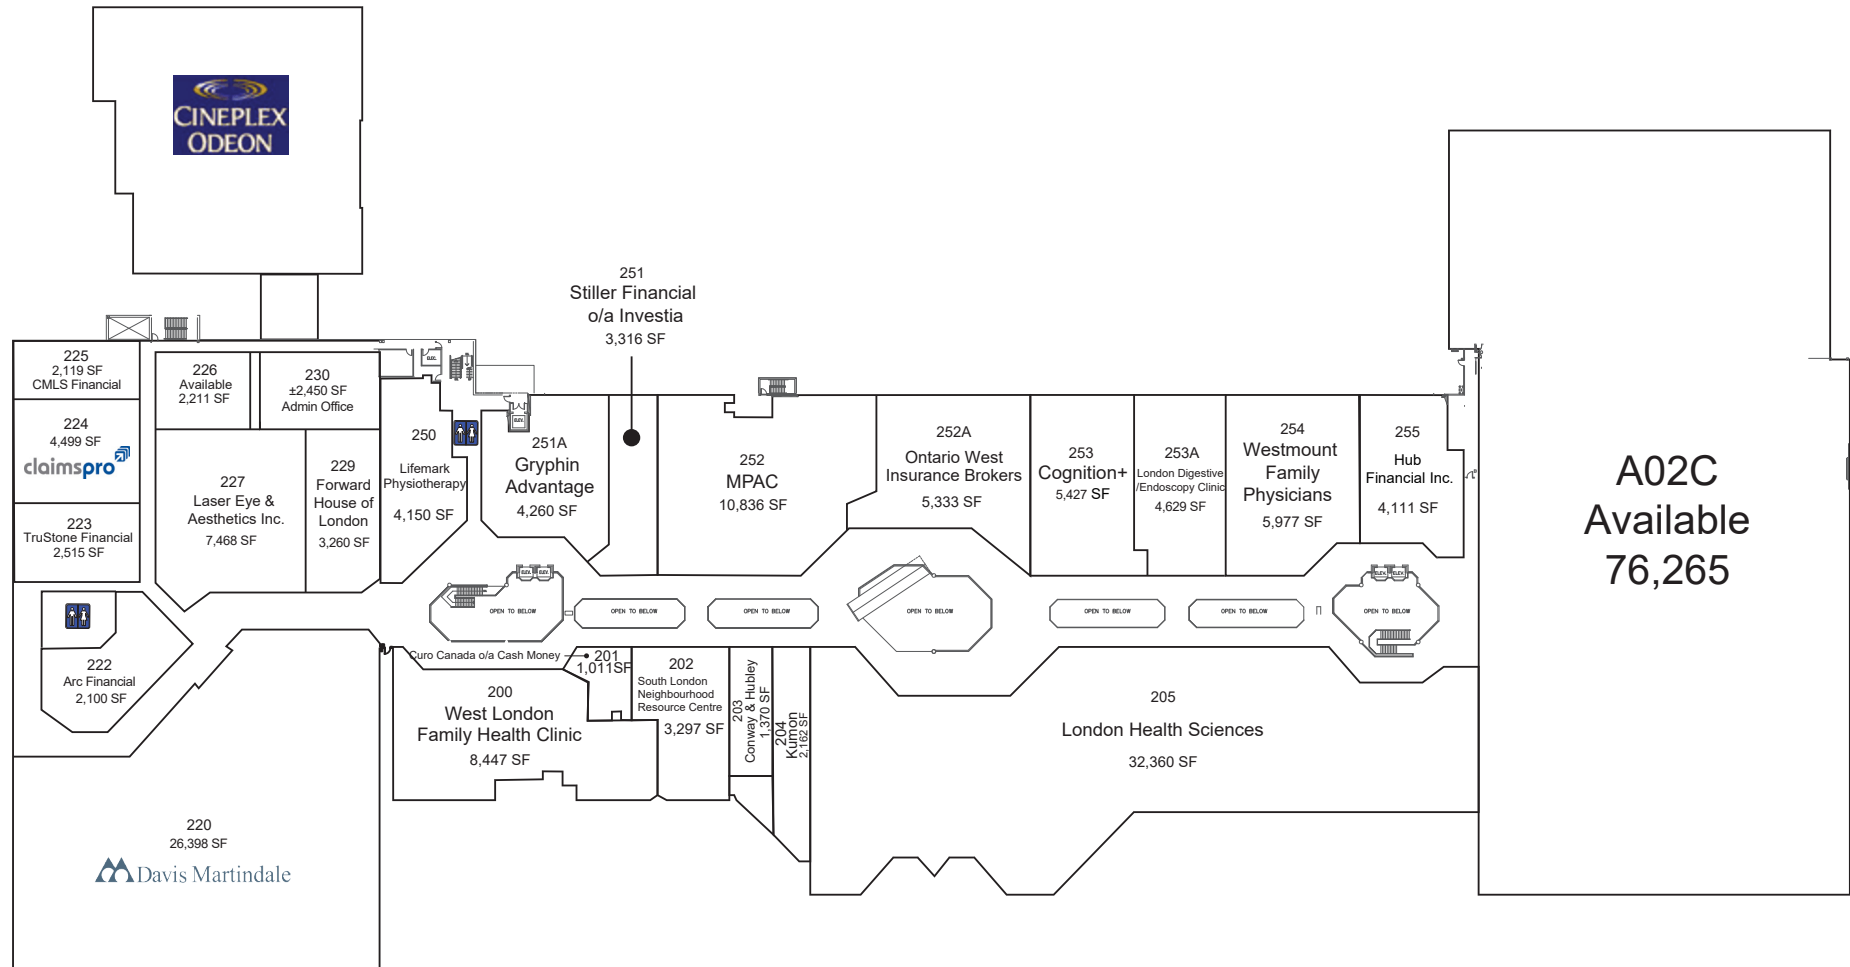 CINEPLEX
ODEON
251
Stiller Financial
o/a Investia
3,316 SF
225
2,119 SF
CMLS Financial
226
Available
2,211 SF
230
±2,450 SF
Admin Office
224
4,499 SF
claimspro
223
TruStone Financial
2,515 SF
227
Laser Eye &
Aesthetics Inc.
7,468 SF
229
Forward
House of
London
3,260 SF
250
Lifemark
Physiotherapy
4,150 SF
ELEV.
ELEV.
251A
Gryphin
Advantage
4,260 SF
252
MPAC
10,836 SF
252A
Ontario West
Insurance Brokers
5,333 SF
253
Cognition+
5,427 SF
253A
London Digestive
/Endoscopy Clinic
4,629 SF
254
Westmount
Family
Physicians
5,977 SF
255
Hub
Financial Inc.
4,111 SF
A02C
Available
76,265
ELEV. ELEV.
OPEN TO BELOW
OPEN TO BELOW
OPEN TO BELOW
OPEN TO BELOW
OPEN TO BELOW
OPEN TO BELOW
ELEV. ELEV.
OPEN TO BELOW
222
Arc Financial
2,100 SF
Curo Canada o/a Cash Money
201
1,011SF
200
West London
Family Health Clinic
8,447 SF
202
South London
Neighbourhood
Resource Centre
3,297 SF
203
Conway & Hubley
1,370 SF
204
Kumon
2,162 SF
205
London Health Sciences
32,360 SF
220
26,398 SF
Davis Martindale